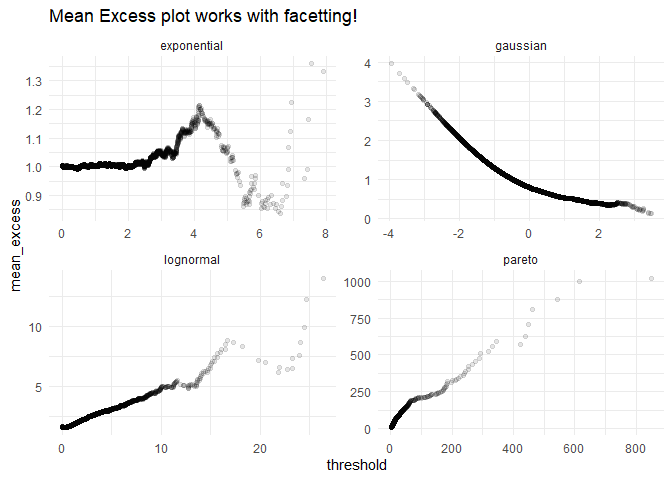 Mean Excess plot works with facetting!
exponential
gaussian
1.3
1.2
1.1
1.0
0.9
0 2 4 6 8
4
3
2
1
0
-4 -2 0 2
mean_excess
lognormal
pareto
10
5
0 10 20
1000
750
500
250
0
0 200 400 600 800
threshold